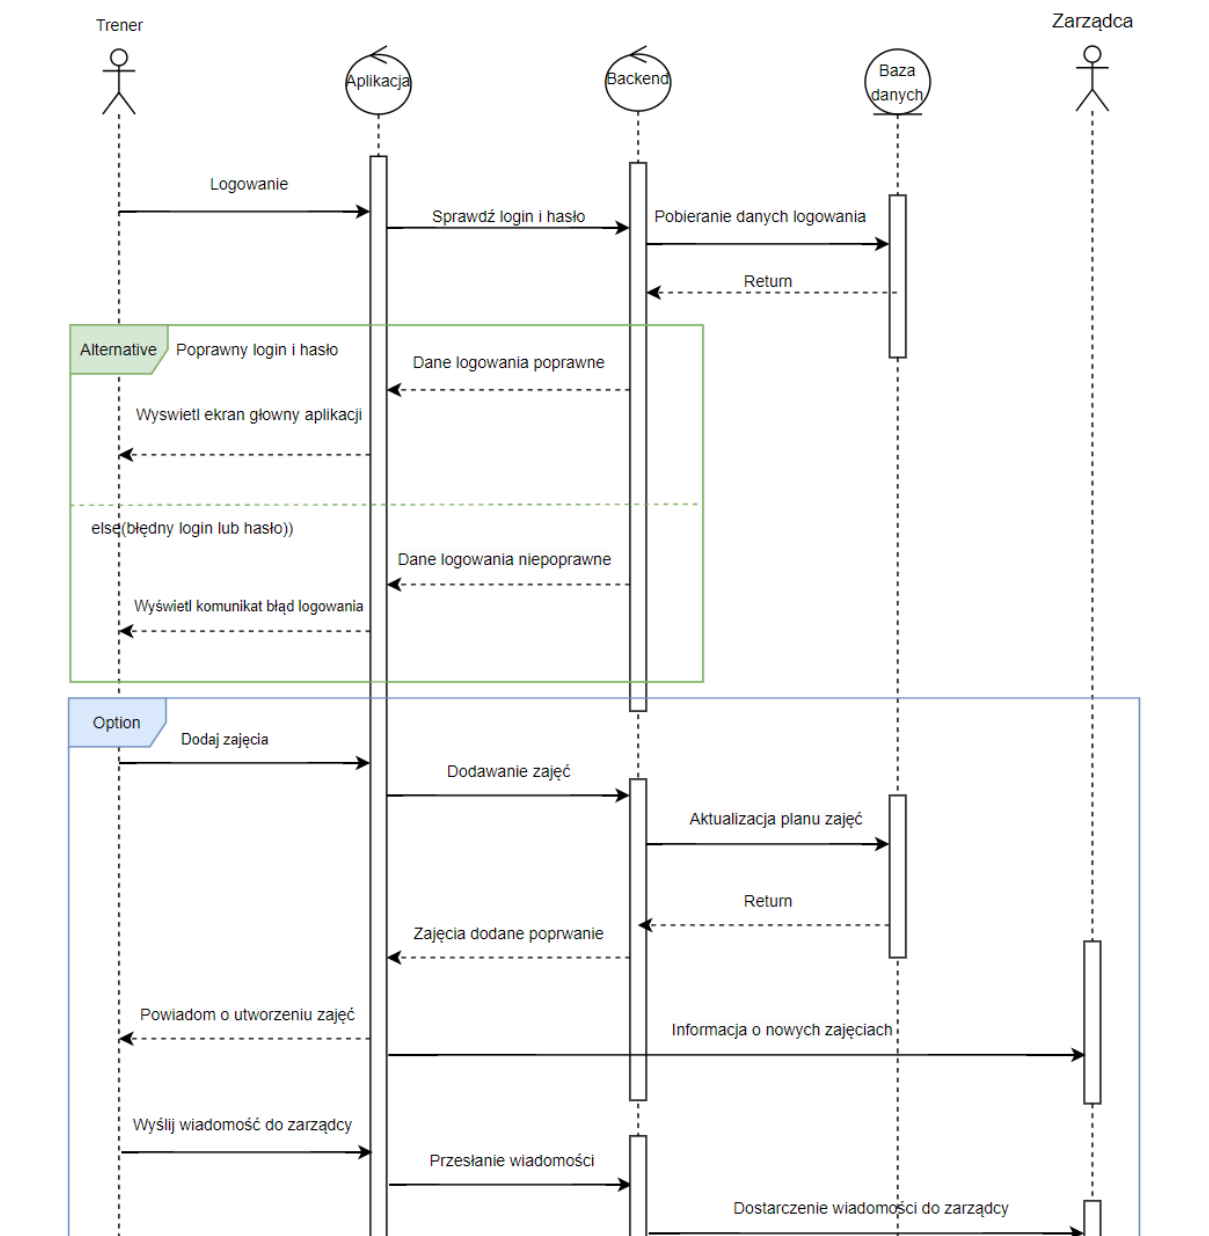 Trener
Zarządca
Aplikacja
Backend
Baza
danych
Logowanie
Sprawdź login i hasło
Pobieranie danych logowania
Return
Alternative
Poprawny login i hasło
Dane logowania poprawne
Wyswietl ekran głowny aplikacji
else(błędny login lub hasło))
Dane logowania niepoprawne
Wyświetl komunikat błąd logowania
Option
Dodaj zajęcia
Dodawanie zajęć
Aktualizacja planu zajęć
Return
Zajęcia dodane poprwanie
Powiadom o utworzeniu zajęć
Informacja o nowych zajęciach
Wyślij wiadomość do zarządcy
Przesłanie wiadomości
Dostarczenie wiadomości do zarządcy